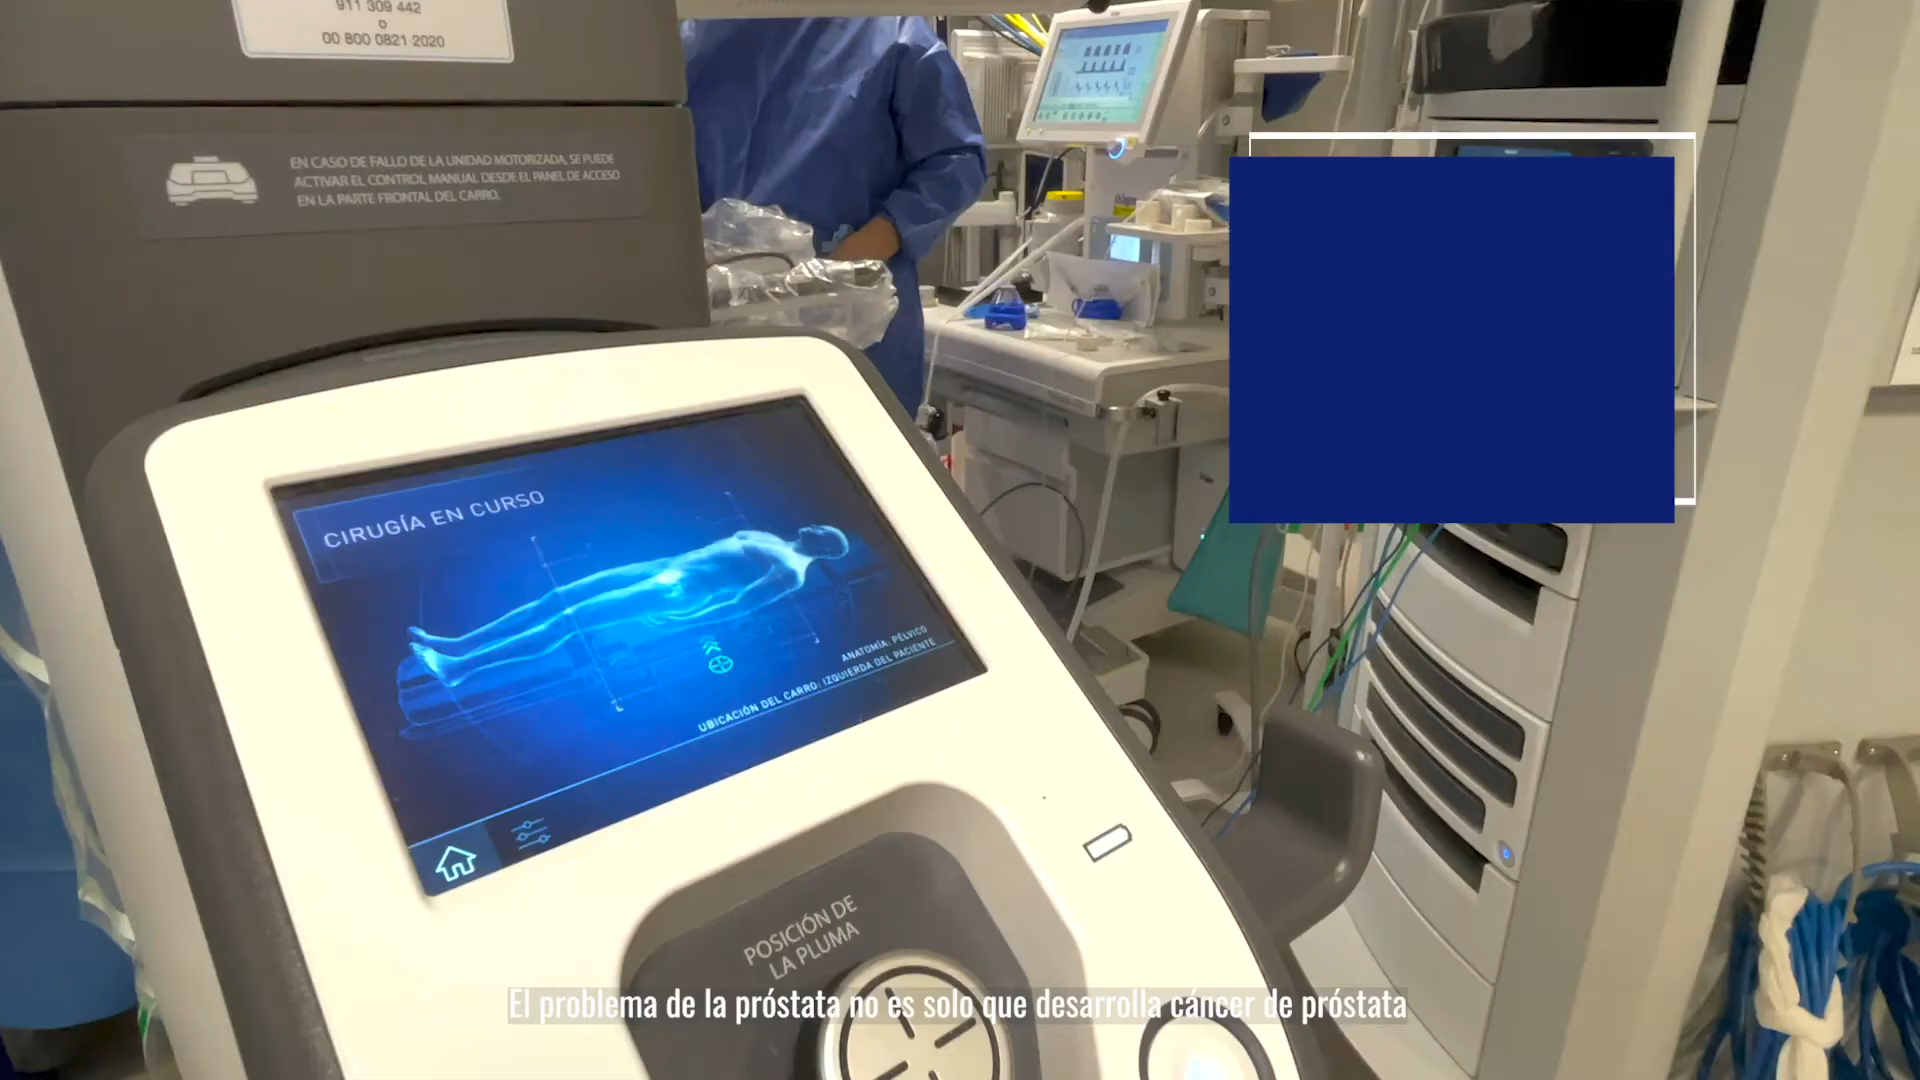 911 309 442
o
00 800 0821 2020
EN CASO DE FALLO DE LA UNIDAD MOTORIZADA, SE PUEDE
ACTIVAR EL CONTROL MANUAL DESDE EL PANEL DE ACCESO
EN LA PARTE FRONTAL DEL CARRO.
CIRUGÍA EN CURSO
ANATOMÍA: PÉLVICO
UBICACIÓN DEL CARRO: IZQUIERDA DEL PACIENTE
POSICIÓN DE
LA PLUMA
El problema de la próstata no es solo que desarrolla cáncer de próstata